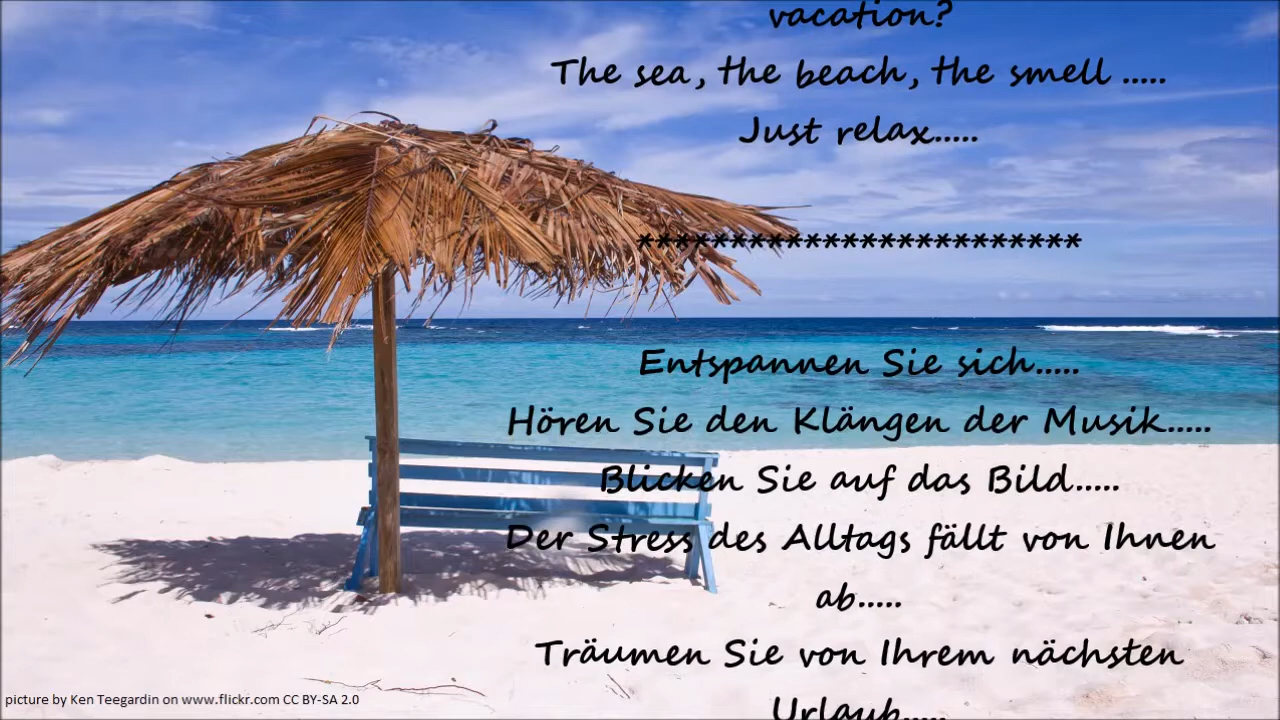 vacation?
The sea, the beach, the smell .....
Just relax.....
************************
Entspannen Sie sich.....
Hören Sie den Klängen der Musik.....
Blicken Sie auf das Bild.....
Der Stress des Alltags fällt von Ihnen
ab.....
Träumen Sie von Ihrem nächsten
Urlaub.....
picture by Ken Teegardin on www.flickr.com CC BY-SA 2.0